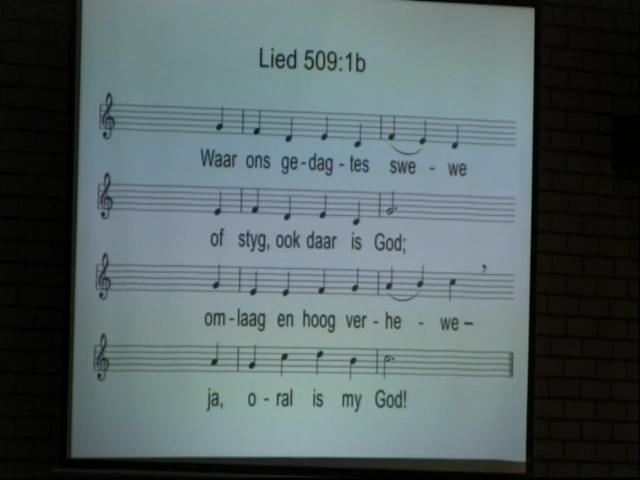 Lied 509:1b
Waar ons ge-dag-tes swe - we
of styg, ook daar is God;
om-laag en hoog ver-he - we–
ja, o-ral is my God!